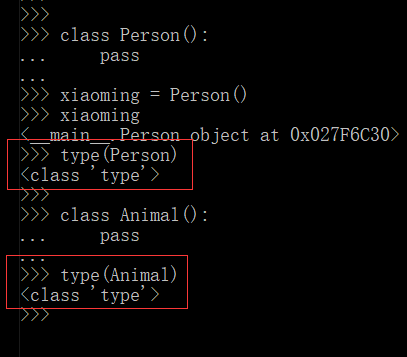 >>>
>>> class Person():
...     pass
...
>>> xiaoming = Person()
>>> xiaoming
<__main__.Person object at 0x027F6C30>
>>> type(Person)
<class 'type'>
>>>
>>> class Animal():
...     pass
...
>>> type(Animal)
<class 'type'>
>>>